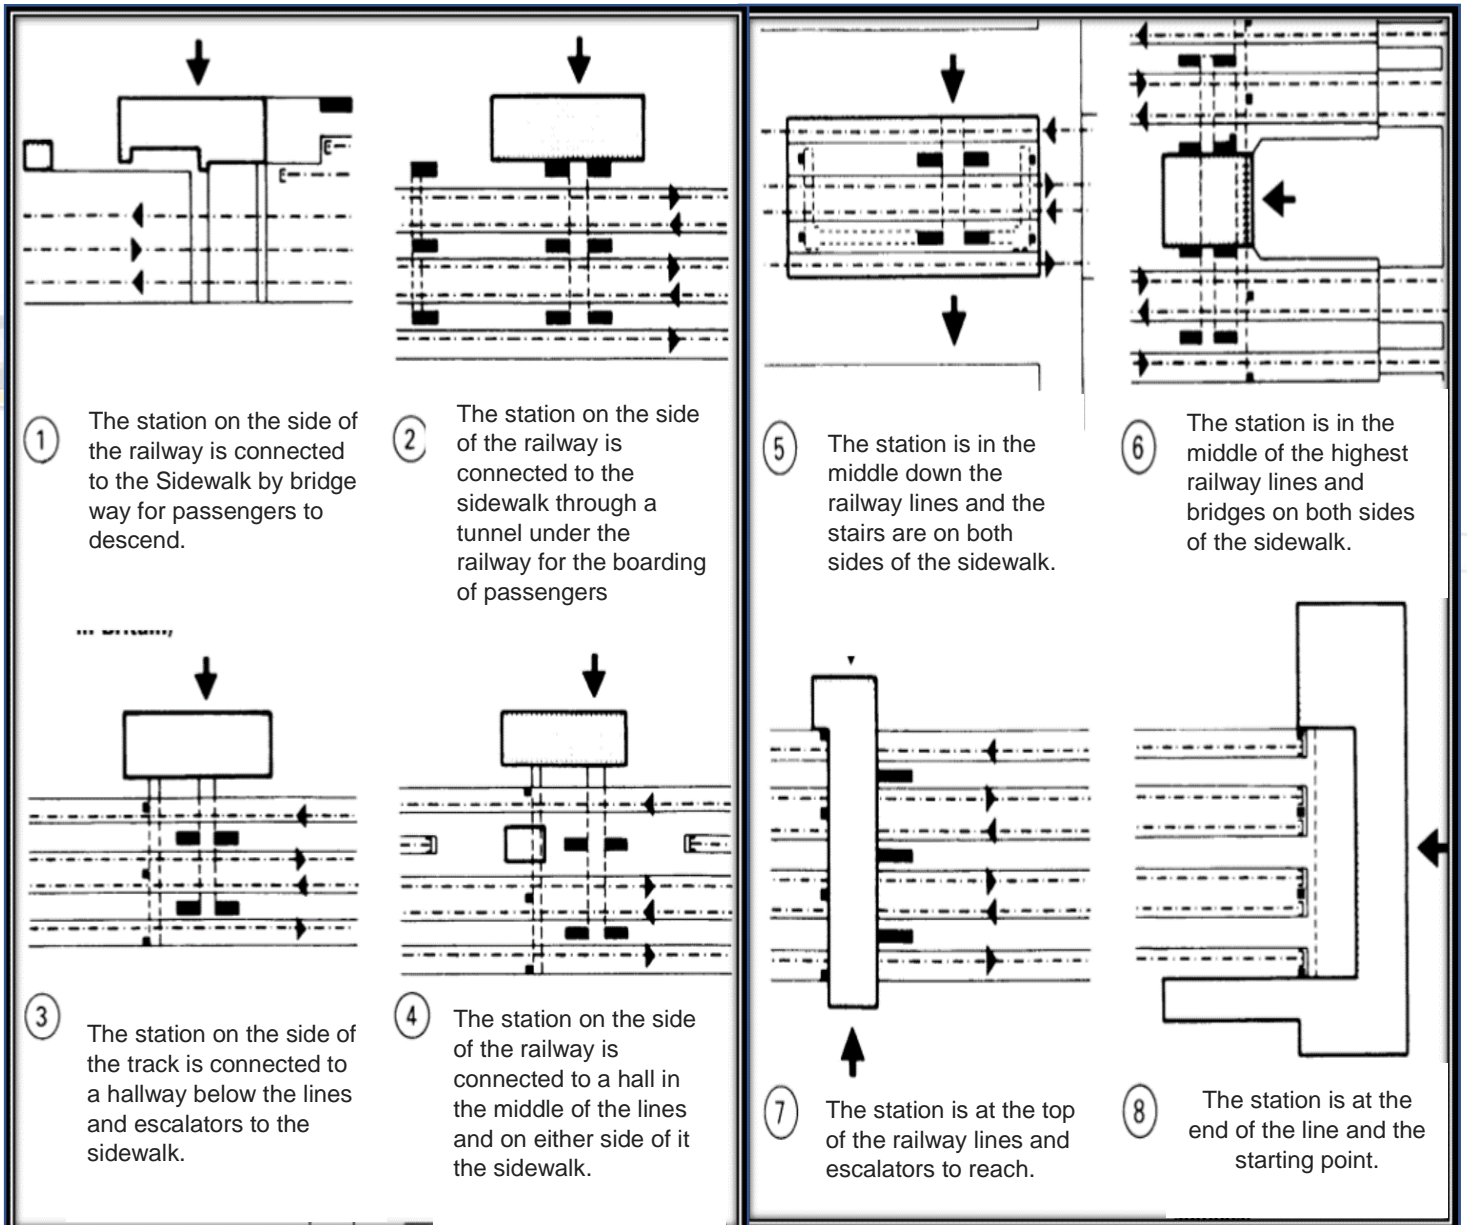 E
E
1
The station on the side of
the railway is connected
to the Sidewalk by bridge
way for passengers to
descend.
2
The station on the side
of the railway is
connected to the
sidewalk through a
tunnel under the
railway for the boarding
of passengers
5
The station is in the
middle down the
railway lines and the
stairs are on both
sides of the sidewalk.
6
The station is in the
middle of the highest
railway lines and
bridges on both sides
of the sidewalk.
3
The station on the side of
the track is connected to
a hallway below the lines
and escalators to the
sidewalk.
4
The station on the side
of the railway is
connected to a hall in
the middle of the lines
and on either side of it
the sidewalk.
7
The station is at the top
of the railway lines and
escalators to reach.
8
The station is at the
end of the line and the
starting point.